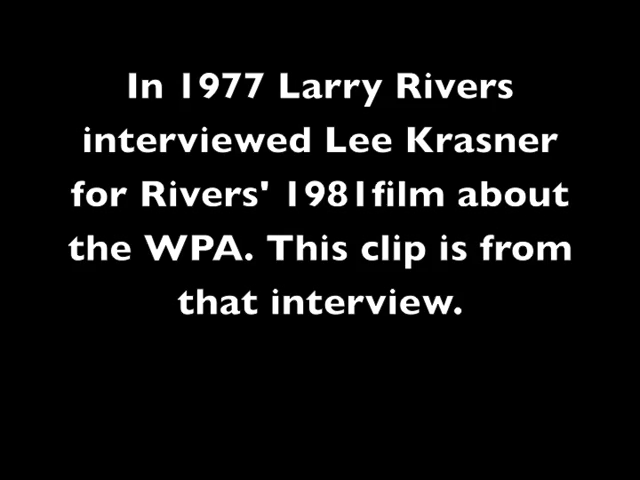 In 1977 Larry Rivers
interviewed Lee Krasner
for Rivers' 1981film about
the WPA. This clip is from
that interview.